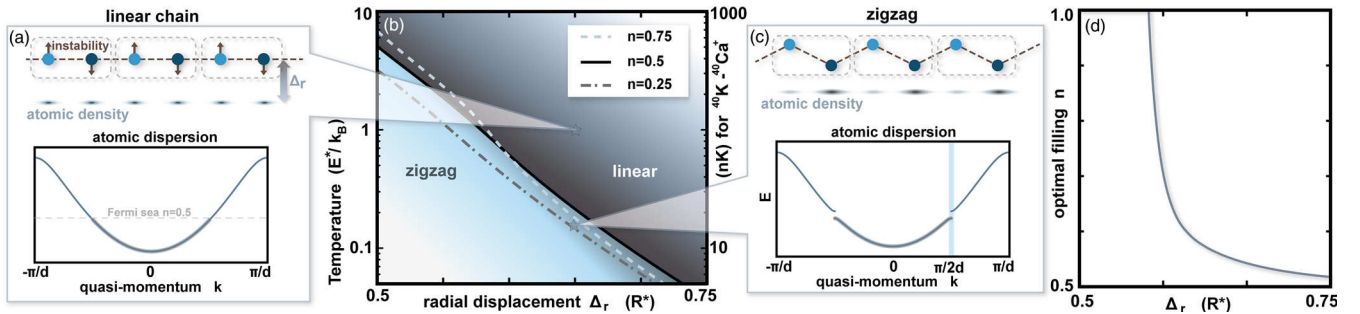 linear chain
(a)
instability
Δr
atomic density
atomic dispersion
Fermi sea n=0.5
-π/d 0 π/d
quasi-momentum k
(b)
10
1
0.1
Temperature (E*/kB)
n=0.75
n=0.5
n=0.25
zigzag
linear
0.5 0.75
radial displacement Δr (R*)
1000
10
(nK) for ⁴⁰K -⁴⁰Ca⁺
zigzag
(c)
atomic density
atomic dispersion
E
-π/d 0 π/2d π/d
quasi-momentum k
(d)
1.0
optimal filling n
0.5
0.5 0.75
Δr (R*)